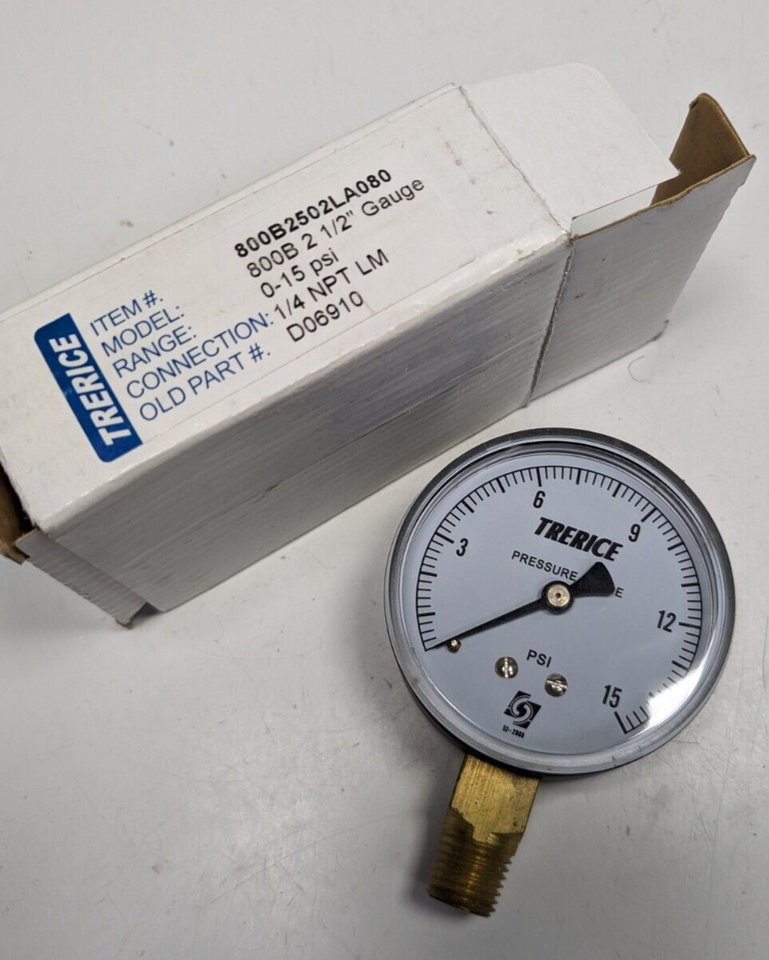 TRERICE
ITEM #. 800B2502LA080
MODEL: 800B 2 1/2" Gauge
RANGE: 0-15 psi
CONNECTION: 1/4 NPT LM
OLD PART #. D06910
3
6
9
12
15
TRERICE
PRESSURE
E
PSI